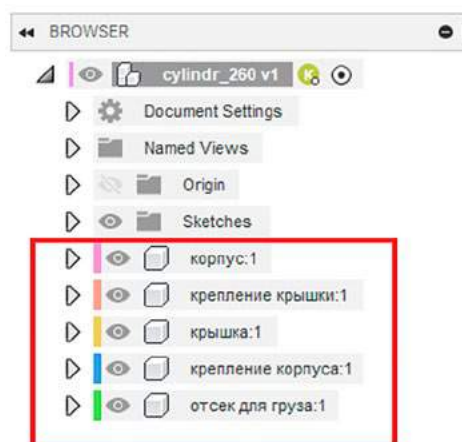 BROWSER
cylindr_260 v1
Document Settings
Named Views
Origin
Sketches
корпус:1
крепление крышки:1
крышка:1
крепление корпуса:1
отсек для груза:1